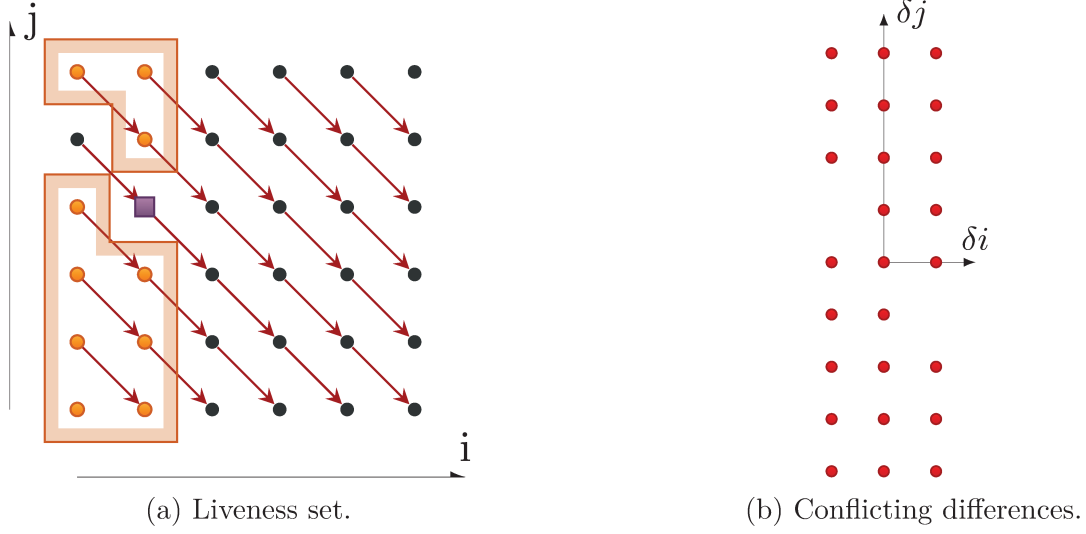 j
i
(a) Liveness set.
δj
δi
(b) Conflicting differences.